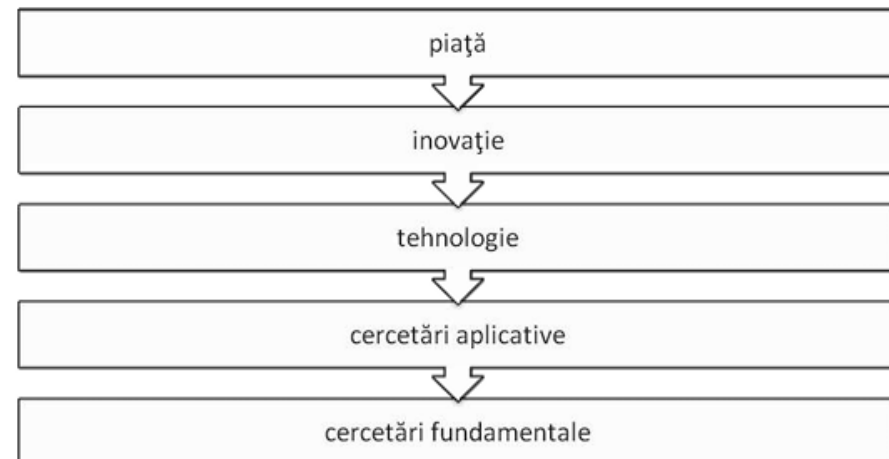 piaţă
inovaţie
tehnologie
cercetări aplicative
cercetări fundamentale